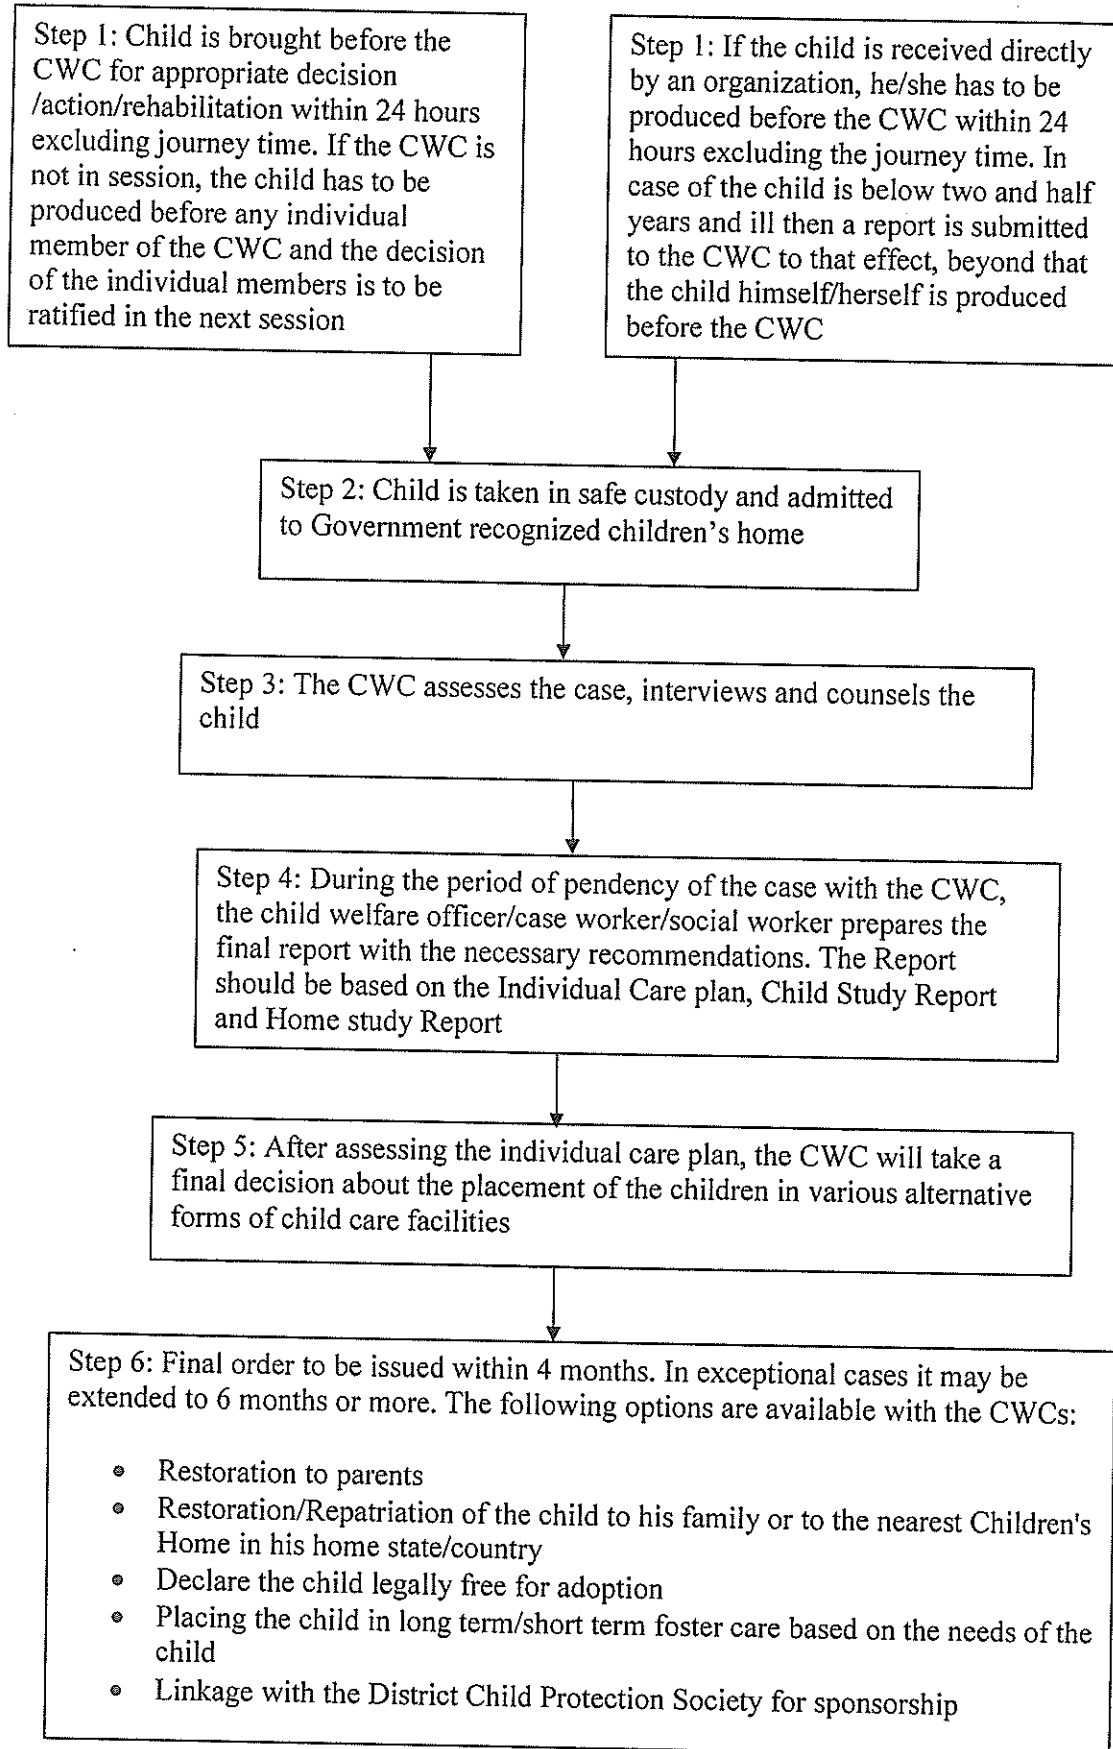 Step 1: Child is brought before the
CWC for appropriate decision
/action/rehabilitation within 24 hours
excluding journey time. If the CWC is
not in session, the child has to be
produced before any individual
member of the CWC and the decision
of the individual members is to be
ratified in the next session
Step 1: If the child is received directly
by an organization, he/she has to be
produced before the CWC within 24
hours excluding the journey time. In
case of the child is below two and half
years and ill then a report is submitted
to the CWC to that effect, beyond that
the child himself/herself is produced
before the CWC
Step 2: Child is taken in safe custody and admitted
to Government recognized children's home
Step 3: The CWC assesses the case, interviews and counsels the
child
Step 4: During the period of pendency of the case with the CWC,
the child welfare officer/case worker/social worker prepares the
final report with the necessary recommendations. The Report
should be based on the Individual Care plan, Child Study Report
and Home study Report
Step 5: After assessing the individual care plan, the CWC will take a
final decision about the placement of the children in various alternative
forms of child care facilities
Step 6: Final order to be issued within 4 months. In exceptional cases it may be
extended to 6 months or more. The following options are available with the CWCs:
• Restoration to parents
• Restoration/Repatriation of the child to his family or to the nearest Children's
Home in his home state/country
• Declare the child legally free for adoption
• Placing the child in long term/short term foster care based on the needs of the
child
• Linkage with the District Child Protection Society for sponsorship